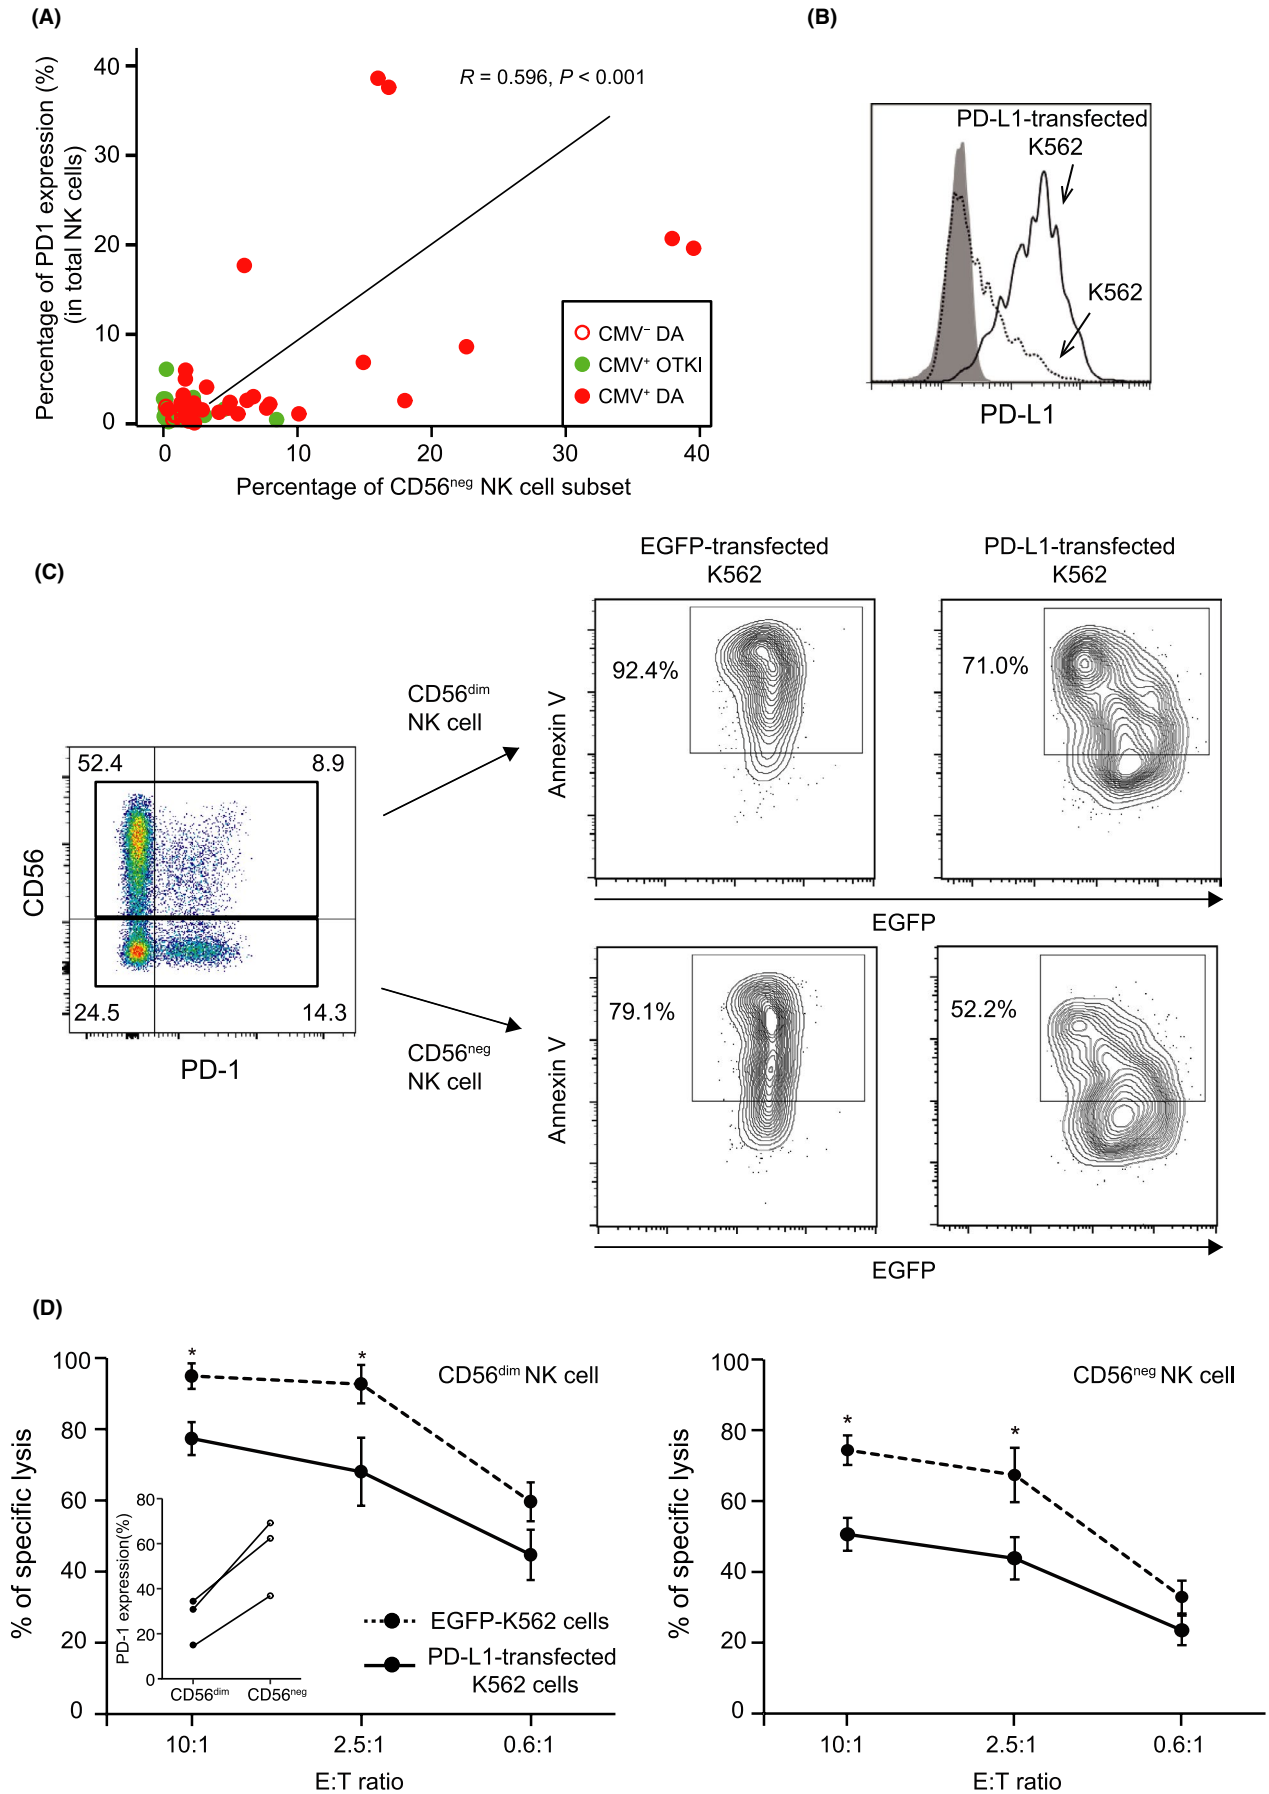 (A)
Percentage of PD1 expression (%)
(in total NK cells)
40
30
20
10
0
R = 0.596, P < 0.001
CMV⁻ DA
CMV⁺ OTKI
CMV⁺ DA
0 10 20 30 40
Percentage of CD56ⁿᵉᵍ NK cell subset
(B)
PD-L1-transfected
K562
K562
PD-L1
(C)
EGFP-transfected
K562
PD-L1-transfected
K562
CD56ᵈⁱᵐ
NK cell
Annexin V
92.4%
71.0%
EGFP
52.4 8.9
CD56
24.5 14.3
PD-1
CD56ⁿᵉᵍ
NK cell
Annexin V
79.1%
52.2%
EGFP
(D)
% of specific lysis
100
80
60
40
20
0
* *
CD56ᵈⁱᵐ NK cell
PD-1 expression(%)
80
60
40
20
0
CD56ᵈⁱᵐ CD56ⁿᵉᵍ
EGFP-K562 cells
PD-L1-transfected
K562 cells
10:1 2.5:1 0.6:1
E:T ratio
% of specific lysis
100
80
60
40
20
0
* *
CD56ⁿᵉᵍ NK cell
10:1 2.5:1 0.6:1
E:T ratio